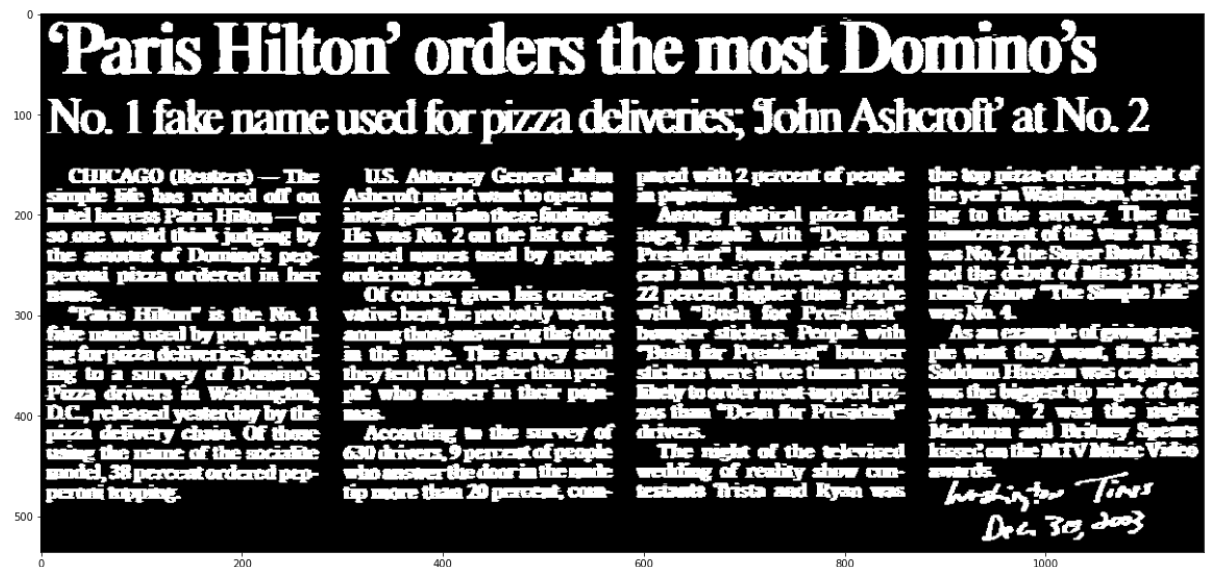 'Paris Hilton' orders the most Domino's
No. 1 fake name used for pizza deliveries; 'John Ashcroft' at No. 2
CHICAGO (Reuters) — The
simple life has rubbed off on
hotel heiress Paris Hilton — or
so one would think judging by
the amount of Domino's pep-
peroni pizza ordered in her
name.
"Paris Hilton" is the No. 1
fake name used by people call-
ing for pizza deliveries, accord-
ing to a survey of Domino's
Pizza drivers in Washington,
D.C., released yesterday by the
pizza delivery chain. Of those
using the name of the socialite
model, 38 percent ordered pep-
peroni topping.
U.S. Attorney General John
Ashcroft might want to open an
investigation into these findings.
He was No. 2 on the list of as-
sumed names used by people
ordering pizza.
Of course, given his conser-
vative bent, he probably wasn't
among those answering the door
in the nude. The survey said
they tend to tip better than peo-
ple who answer in their paja-
mas.
According to the survey of
630 drivers, 9 percent of people
who answer the door in the nude
tip more than 20 percent, com-
pared with 2 percent of people
in pajamas.
Among political pizza find-
ings, people with "Dean for
President" bumper stickers on
cars in their driveways tipped
22 percent higher than people
with "Bush for President"
bumper stickers. People with
"Bush for President" bumper
stickers were three times more
likely to order meat-topped piz-
zas than "Dean for President"
drivers.
The night of the televised
wedding of reality show con-
testants Trista and Ryan was
the top pizza-ordering night of
the year in Washington, accord-
ing to the survey. The an-
nouncement of the war in Iraq
was No. 2, the Super Bowl No. 3
and the debut of Miss Hilton's
reality show "The Simple Life"
was No. 4.
As an example of giving peo-
ple what they want, the night
Saddam Hussein was captured
was the biggest tip night of the
year. No. 2 was the night
Madonna and Britney Spears
kissed on the MTV Music Video
awards.
Washington Times
Dec 30, 2003
0
100
200
300
400
500
0 200 400 600 800 1000